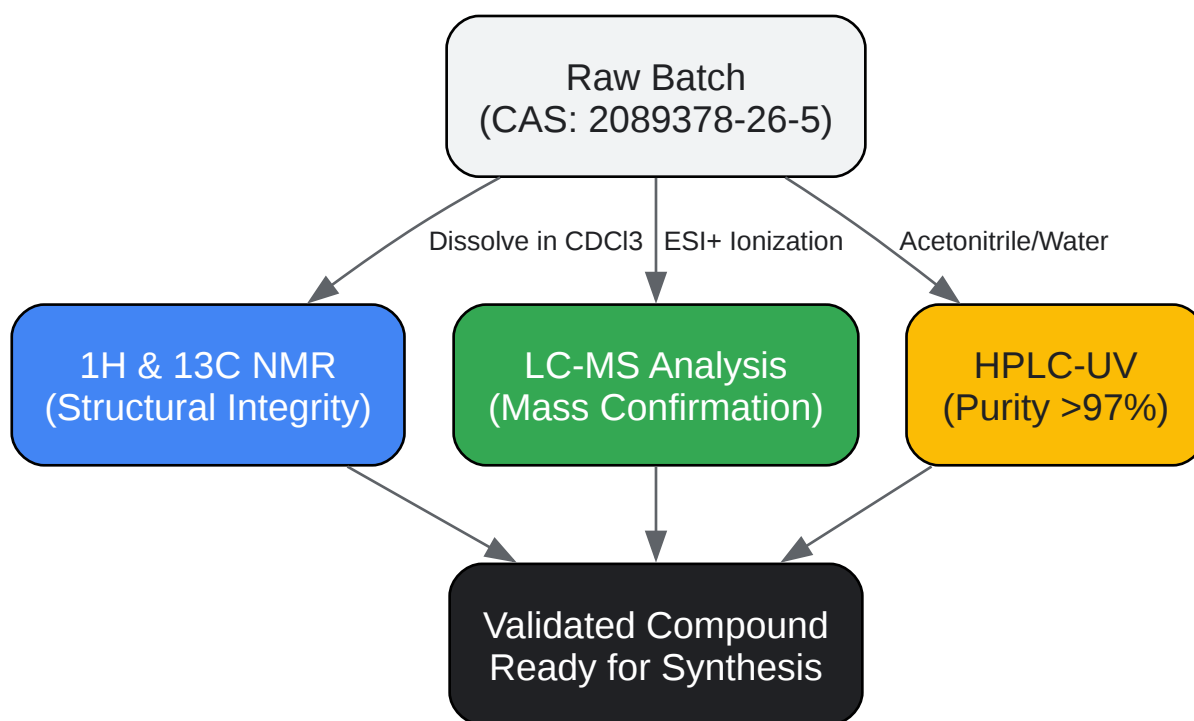 Raw Batch
(CAS: 2089378-26-5)
Dissolve in CDCl3
ESI+ Ionization
Acetonitrile/Water
1H & 13C NMR
(Structural Integrity)
LC-MS Analysis
(Mass Confirmation)
HPLC-UV
(Purity >97%)
Validated Compound
Ready for Synthesis